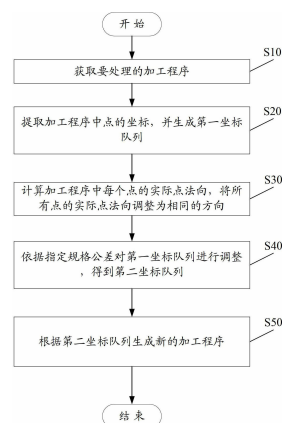 开 始
S10
获取要处理的加工程序
S20
提取加工程序中点的坐标，并生成第一坐标
队列
S30
计算加工程序中每个点的实际点法向，将所
有点的实际点法向调整为相同的方向
S40
依据指定规格公差对第一坐标队列进行调整
，得到第二坐标队列
S50
根据第二坐标队列生成新的加工程序
结 束